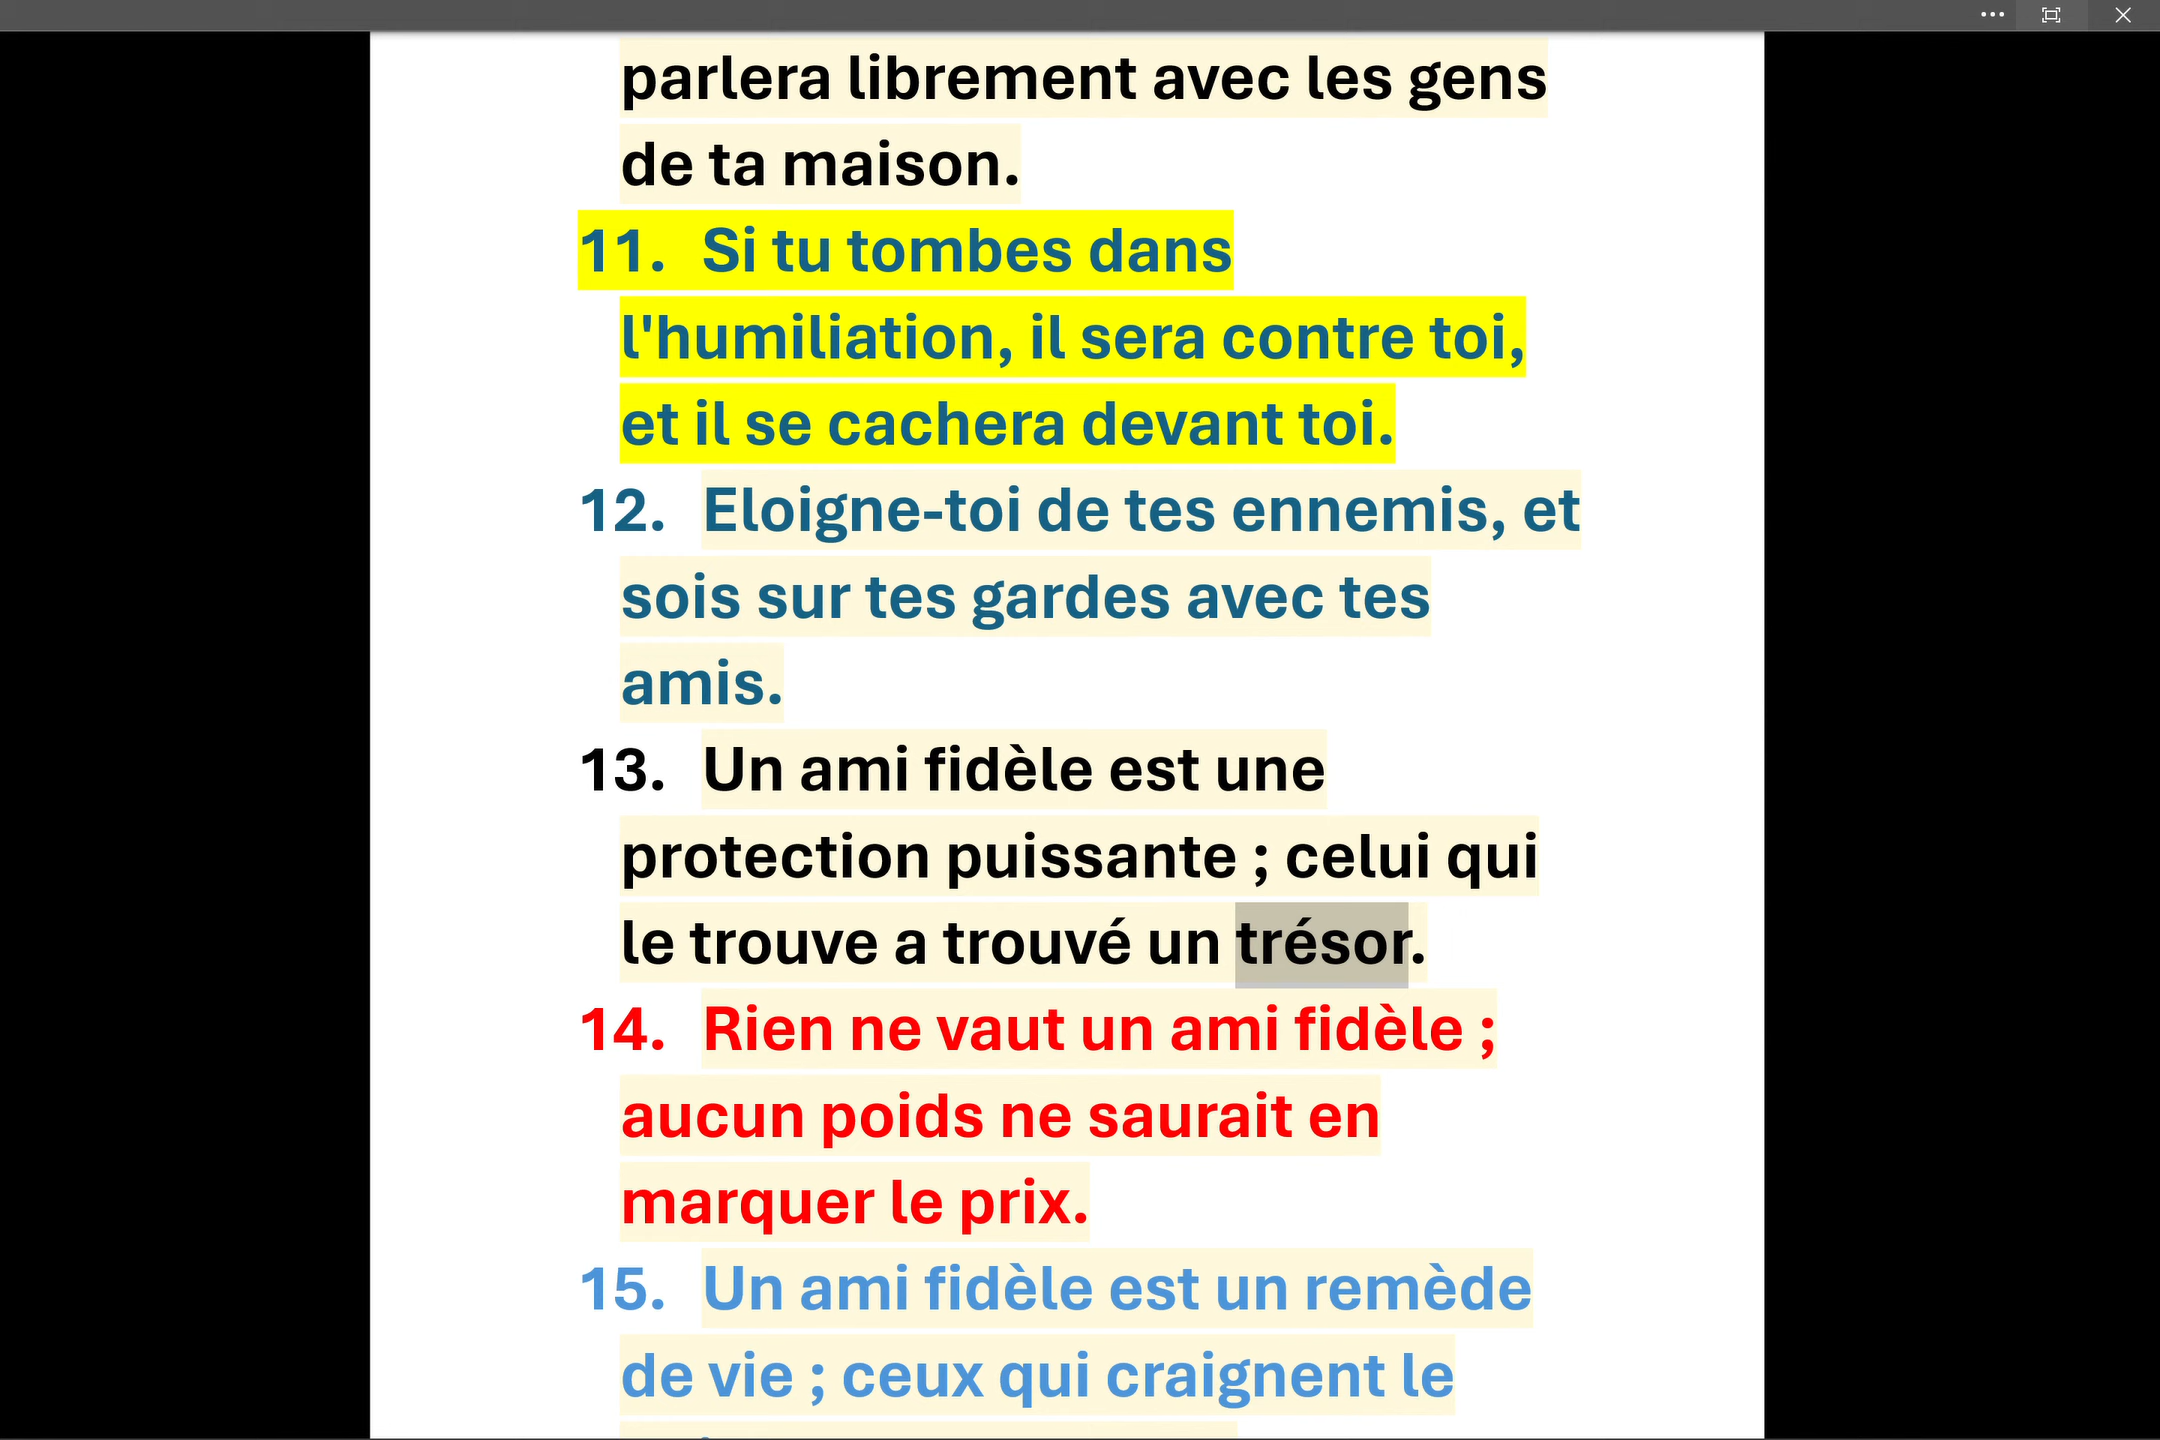 parlera librement avec les gens
de ta maison.
11. Si tu tombes dans
l'humiliation, il sera contre toi,
et il se cachera devant toi.
12. Eloigne-toi de tes ennemis, et
sois sur tes gardes avec tes
amis.
13. Un ami fidèle est une
protection puissante ; celui qui
le trouve a trouvé un trésor.
14. Rien ne vaut un ami fidèle ;
aucun poids ne saurait en
marquer le prix.
15. Un ami fidèle est un remède
de vie ; ceux qui craignent le